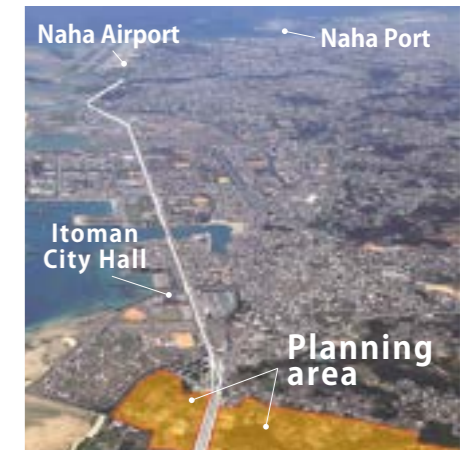 Naha Airport
Naha Port
Itoman
City Hall
Planning
area